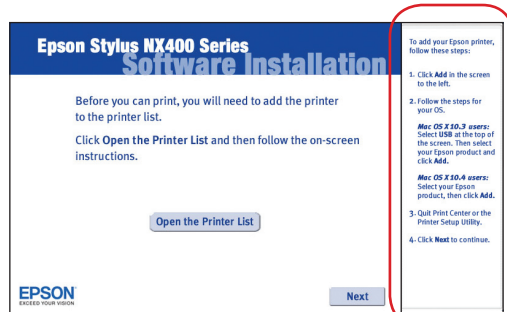 Epson Stylus NX400 Series
Software Installation
Before you can print, you will need to add the printer
to the printer list.
Click Open the Printer List and then follow the on-screen
instructions.
Open the Printer List
EPSON
EXCEED YOUR VISION
Next
To add your Epson printer,
follow these steps:
1. Click Add in the screen
to the left.
2. Follow the steps for
your OS.
Mac OS X 10.3 users:
Select USB at the top of
the screen. Then select
your Epson product and
click Add.
Mac OS X 10.4 users:
Select your Epson
product, then click Add.
3. Quit Print Center or the
Printer Setup Utility.
4. Click Next to continue.